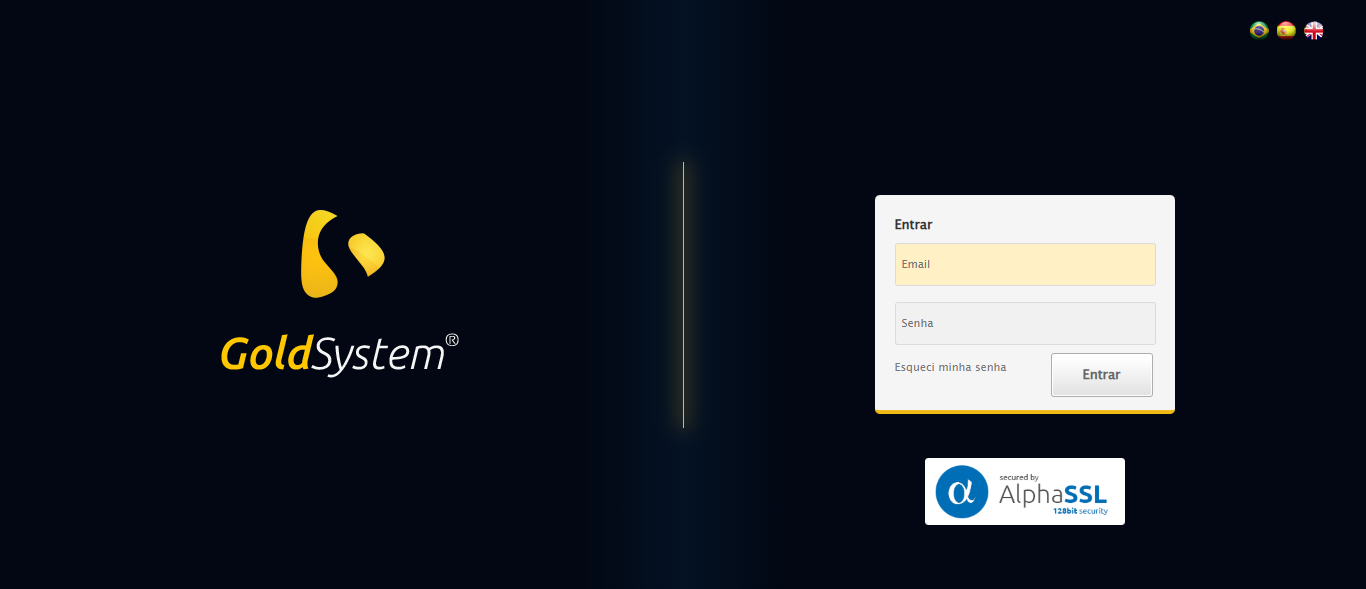 GoldSystem®
Entrar
Email
Senha
Esqueci minha senha
Entrar
α
secured by
AlphaSSL
128bit security